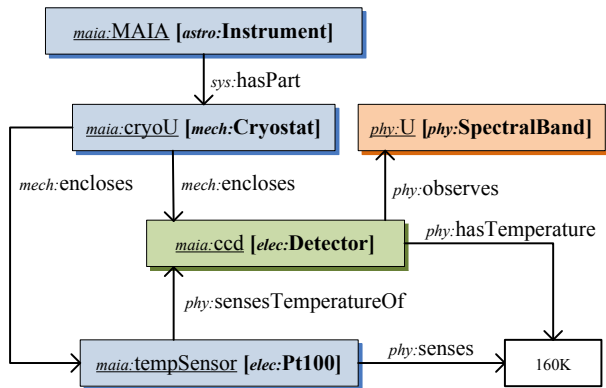 maia:MAIA [astro:Instrument]
sys:hasPart
maia:cryoU [mech:Cryostat]
phy:U [phy:SpectralBand]
mech:encloses
mech:encloses
phy:observes
maia:ccd [elec:Detector]
phy:hasTemperature
phy:sensesTemperatureOf
maia:tempSensor [elec:Pt100]
phy:senses
160K